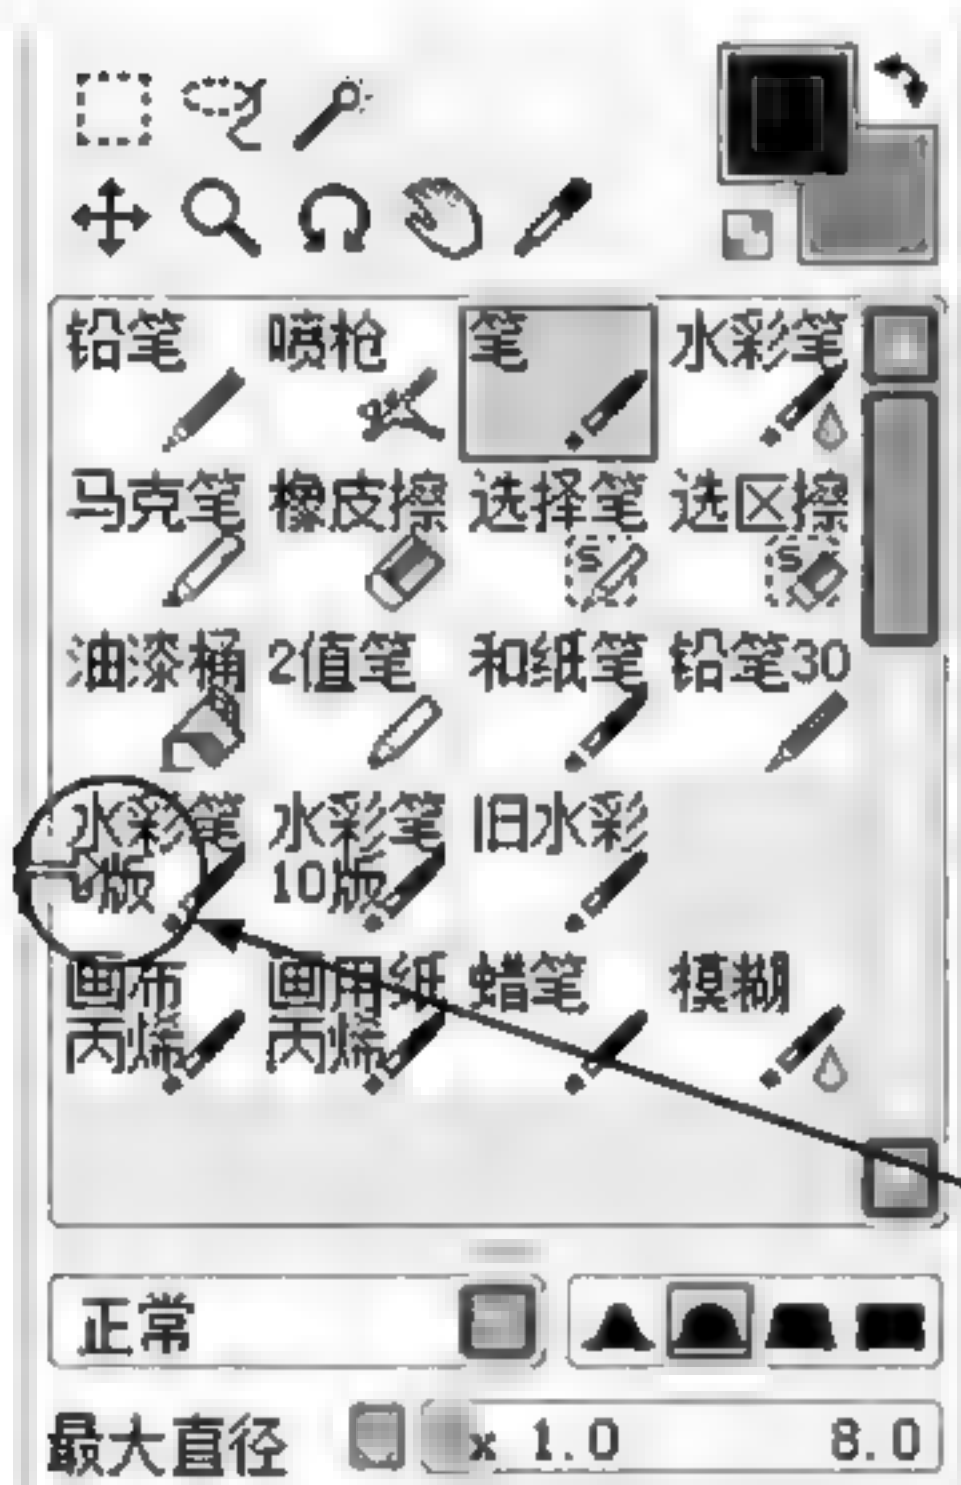 铅笔 喷枪 笔 水彩笔
马克笔 橡皮擦 选择笔 选区擦
油漆桶 2值笔 和纸笔 铅笔30
水彩笔 水彩笔 旧水彩
版 10版
画布 画用纸 蜡笔 模糊
丙烯 丙烯
正常
最大直径 x 1.0 8.0